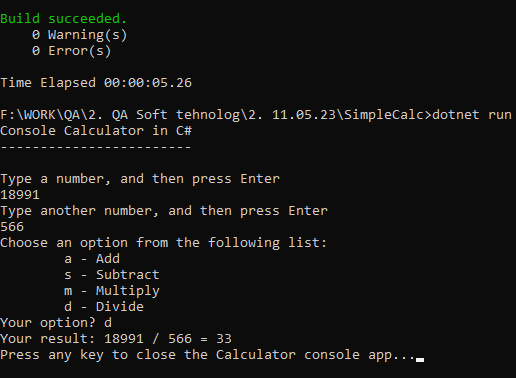 Build succeeded.
    0 Warning(s)
    0 Error(s)

Time Elapsed 00:00:05.26

F:\WORK\QA\2. QA Soft tehnolog\2. 11.05.23\SimpleCalc>dotnet run
Console Calculator in C#
------------------------

Type a number, and then press Enter
18991
Type another number, and then press Enter
566
Choose an option from the following list:
        a - Add
        s - Subtract
        m - Multiply
        d - Divide
Your option? d
Your result: 18991 / 566 = 33
Press any key to close the Calculator console app...